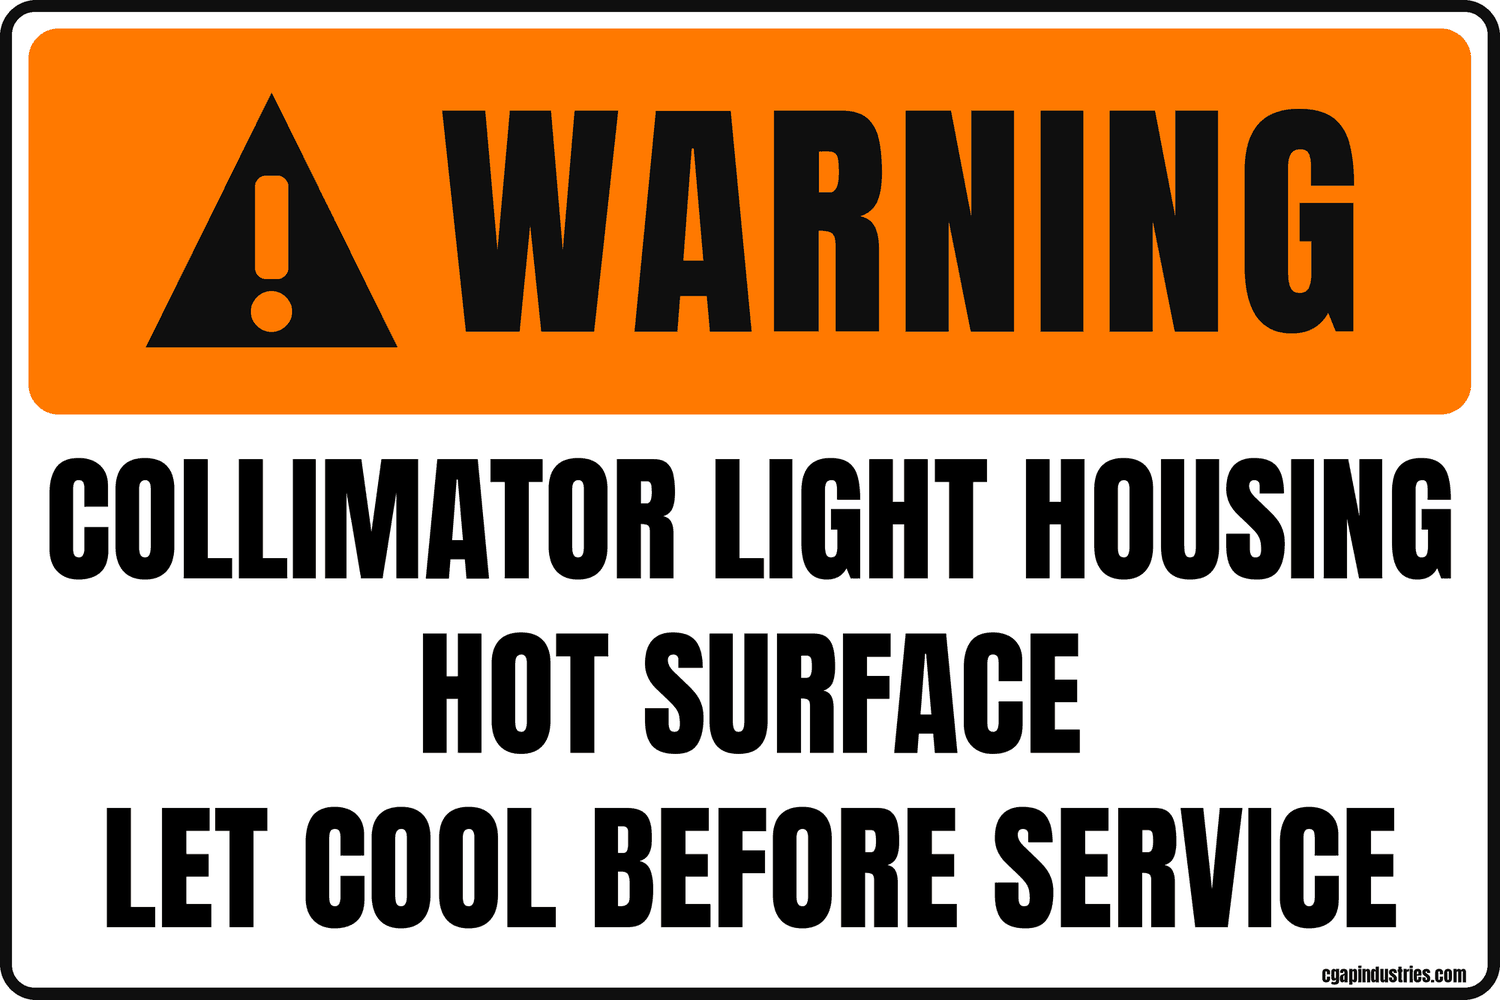 WARNING
COLLIMATOR LIGHT HOUSING
HOT SURFACE
LET COOL BEFORE SERVICE
cgapindustries.com